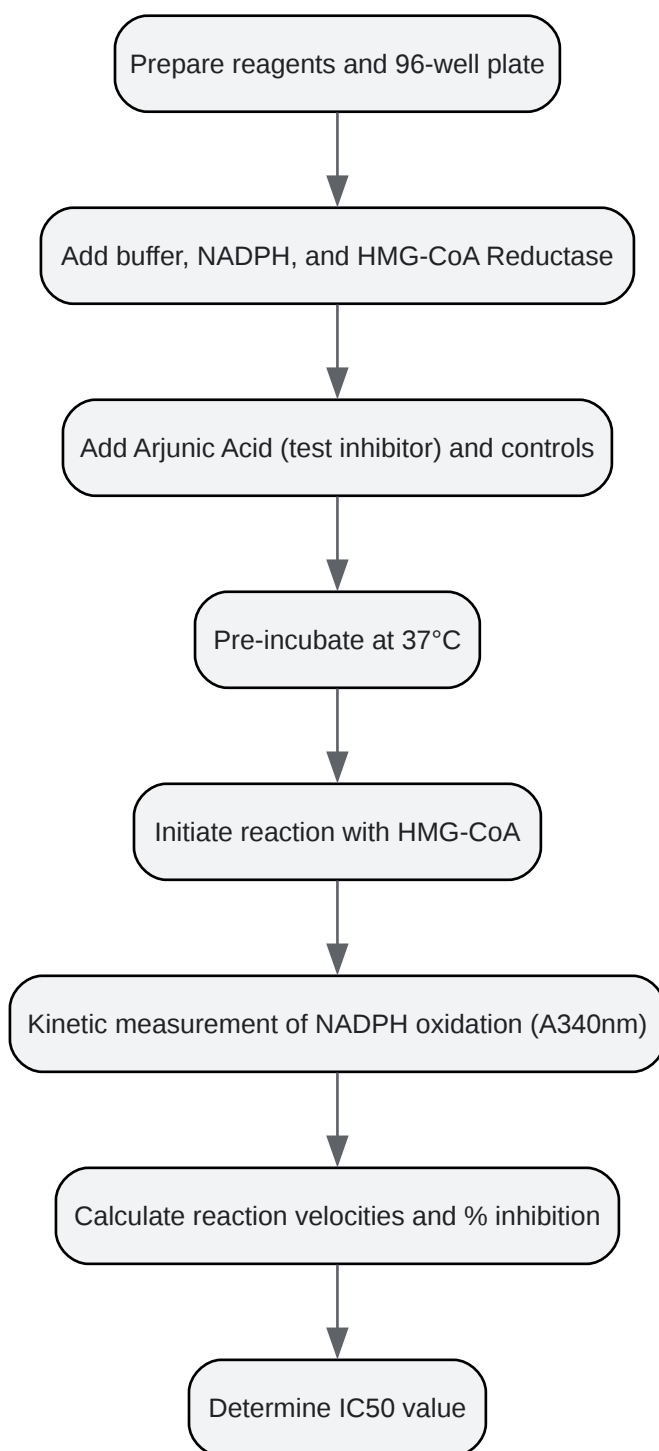 Prepare reagents and 96-well plate
Add buffer, NADPH, and HMG-CoA Reductase
Add Arjunic Acid (test inhibitor) and controls
Pre-incubate at 37°C
Initiate reaction with HMG-CoA
Kinetic measurement of NADPH oxidation (A340nm)
Calculate reaction velocities and % inhibition
Determine IC50 value